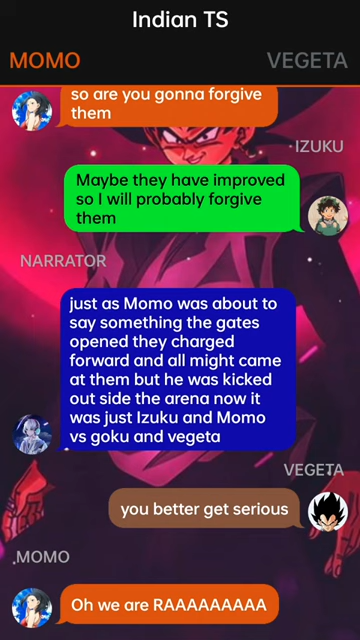 Indian TS
MOMO
VEGETA
so are you gonna forgive
them
IZUKU
Maybe they have improved
so I will probably forgive
them
NARRATOR
just as Momo was about to
say something the gates
opened they charged
forward and all might came
at them but he was kicked
out side the arena now it
was just Izuku and Momo
vs goku and vegeta
VEGETA
you better get serious
MOMO
Oh we are RAAAAAAAAA